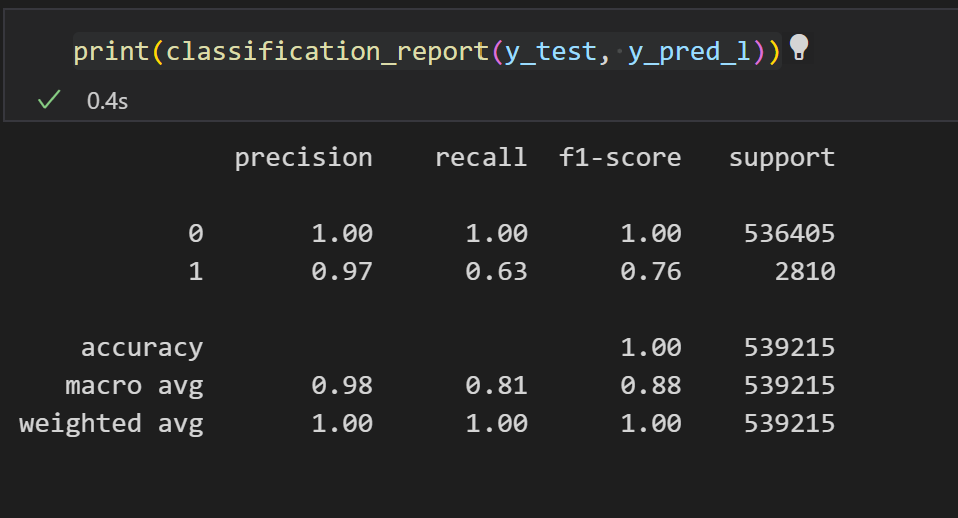 print(classification_report(y_test, y_pred_l))
0.4s
precision recall f1-score support
0 1.00 1.00 1.00 536405
1 0.97 0.63 0.76 2810
accuracy 1.00 539215
macro avg 0.98 0.81 0.88 539215
weighted avg 1.00 1.00 1.00 539215